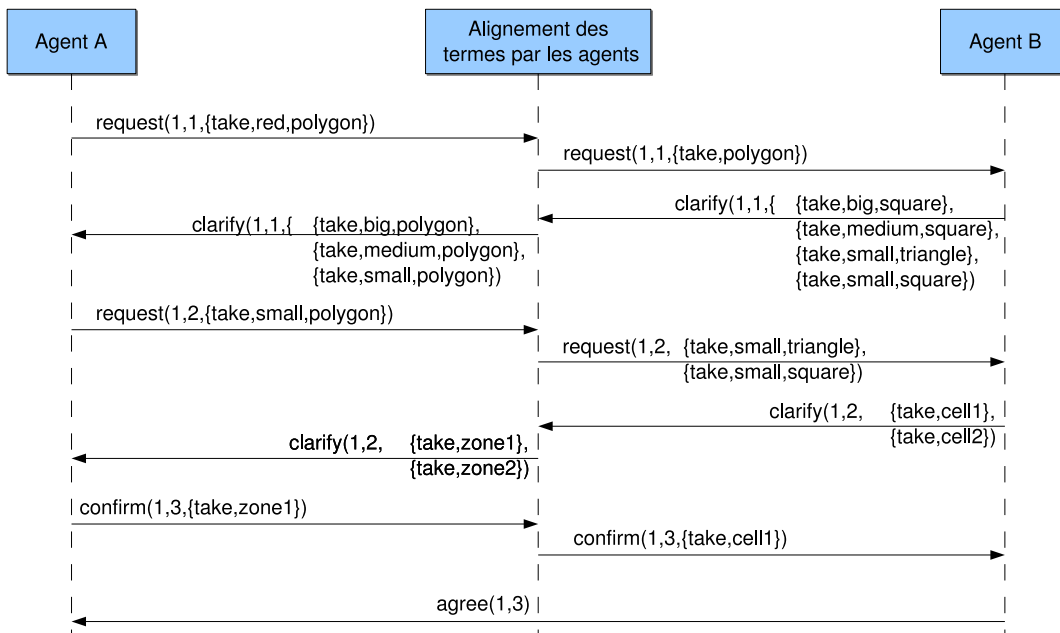 Agent A
Alignement des
termes par les agents
Agent B
request(1,1,{take,red,polygon})
request(1,1,{take,polygon})
clarify(1,1,{ {take,big,square},
{take,medium,square},
{take,small,triangle},
{take,small,square})
clarify(1,1,{ {take,big,polygon},
{take,medium,polygon},
{take,small,polygon})
request(1,2,{take,small,polygon})
request(1,2, {take,small,triangle},
{take,small,square})
clarify(1,2, {take,cell1},
{take,cell2})
clarify(1,2, {take,zone1},
{take,zone2})
confirm(1,3,{take,zone1})
confirm(1,3,{take,cell1})
agree(1,3)